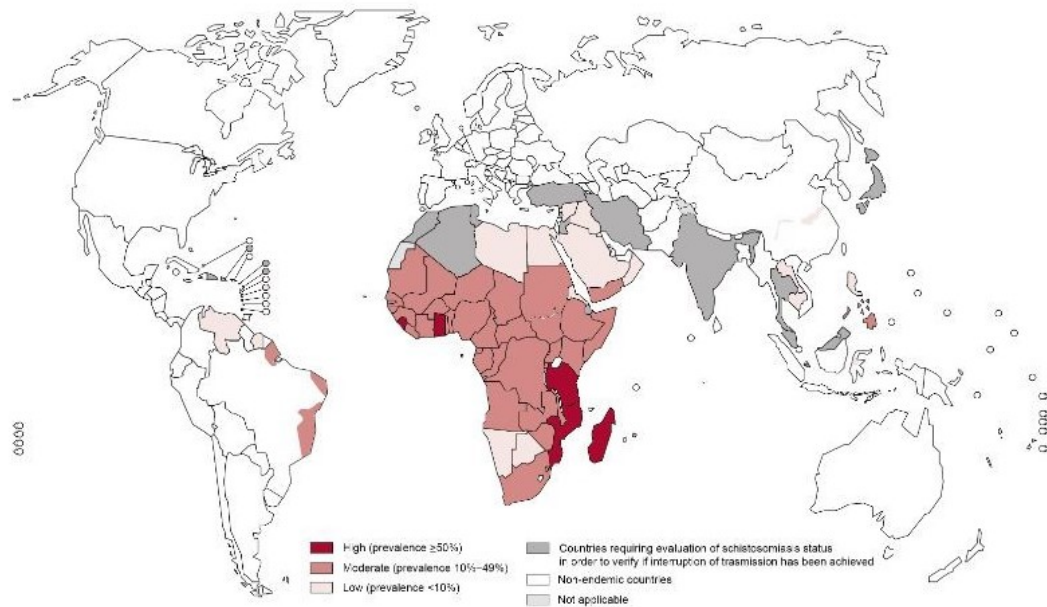 High (prevalence ≥50%)
Moderate (prevalence 10%–49%)
Low (prevalence <10%)
Countries requiring evaluation of schistosomiasis status
in order to verify if interruption of trasmission has been achieved
Non-endemic countries
Not applicable